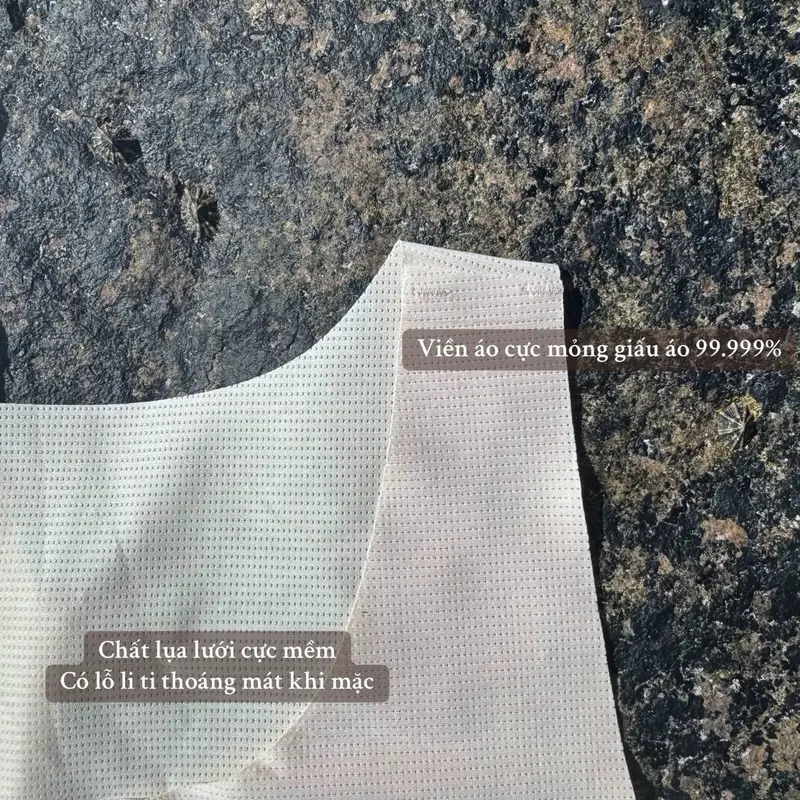 Viền áo cực mỏng giấu áo 99.999%
Chất lụa lưới cực mềm
Có lỗ li ti thoáng mát khi mặc